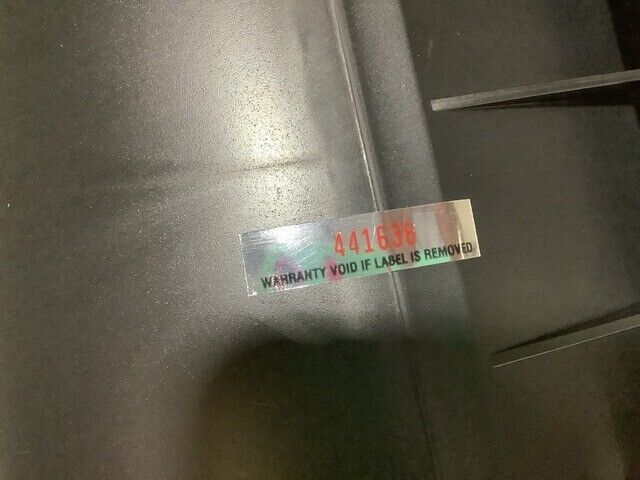 441636
WARRANTY VOID IF LABEL IS REMOVED